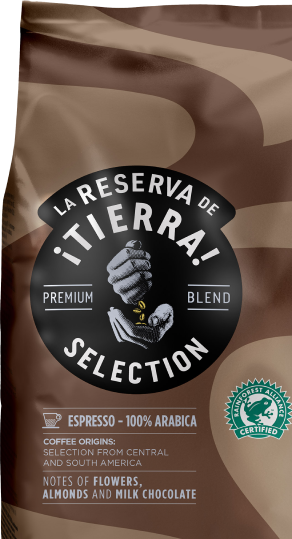 LA RESERVA DE
¡TIERRA!
PREMIUM BLEND
SELECTION
ESPRESSO - 100% ARABICA
COFFEE ORIGINS:
SELECTION FROM CENTRAL
AND SOUTH AMERICA
NOTES OF FLOWERS,
ALMONDS AND MILK CHOCOLATE
RAINFOREST ALLIANCE
CERTIFIED